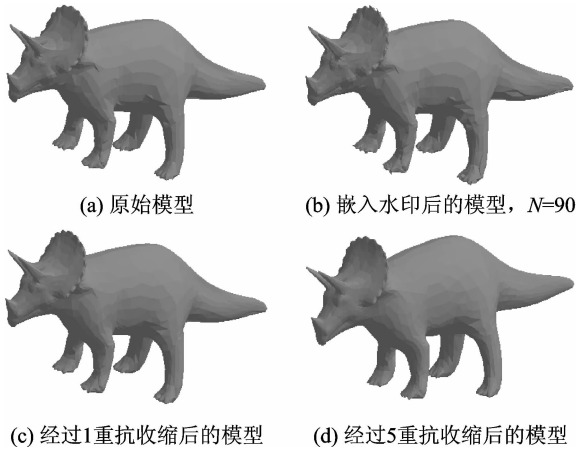 (a) 原始模型
(b) 嵌入水印后的模型，N=90
(c) 经过1重抗收缩后的模型
(d) 经过5重抗收缩后的模型